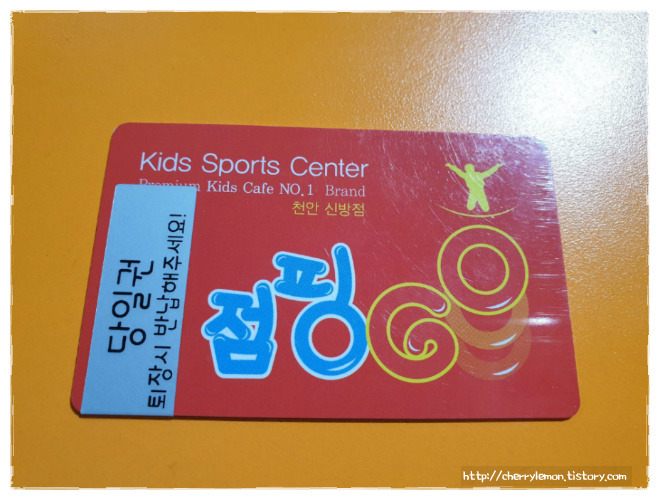 Kids Sports Center
Premium Kids Cafe NO.1 Brand
천안 신방점
점핑GO
당일권
퇴장시 반납해주세요!
http://cherrylemon.tistory.com